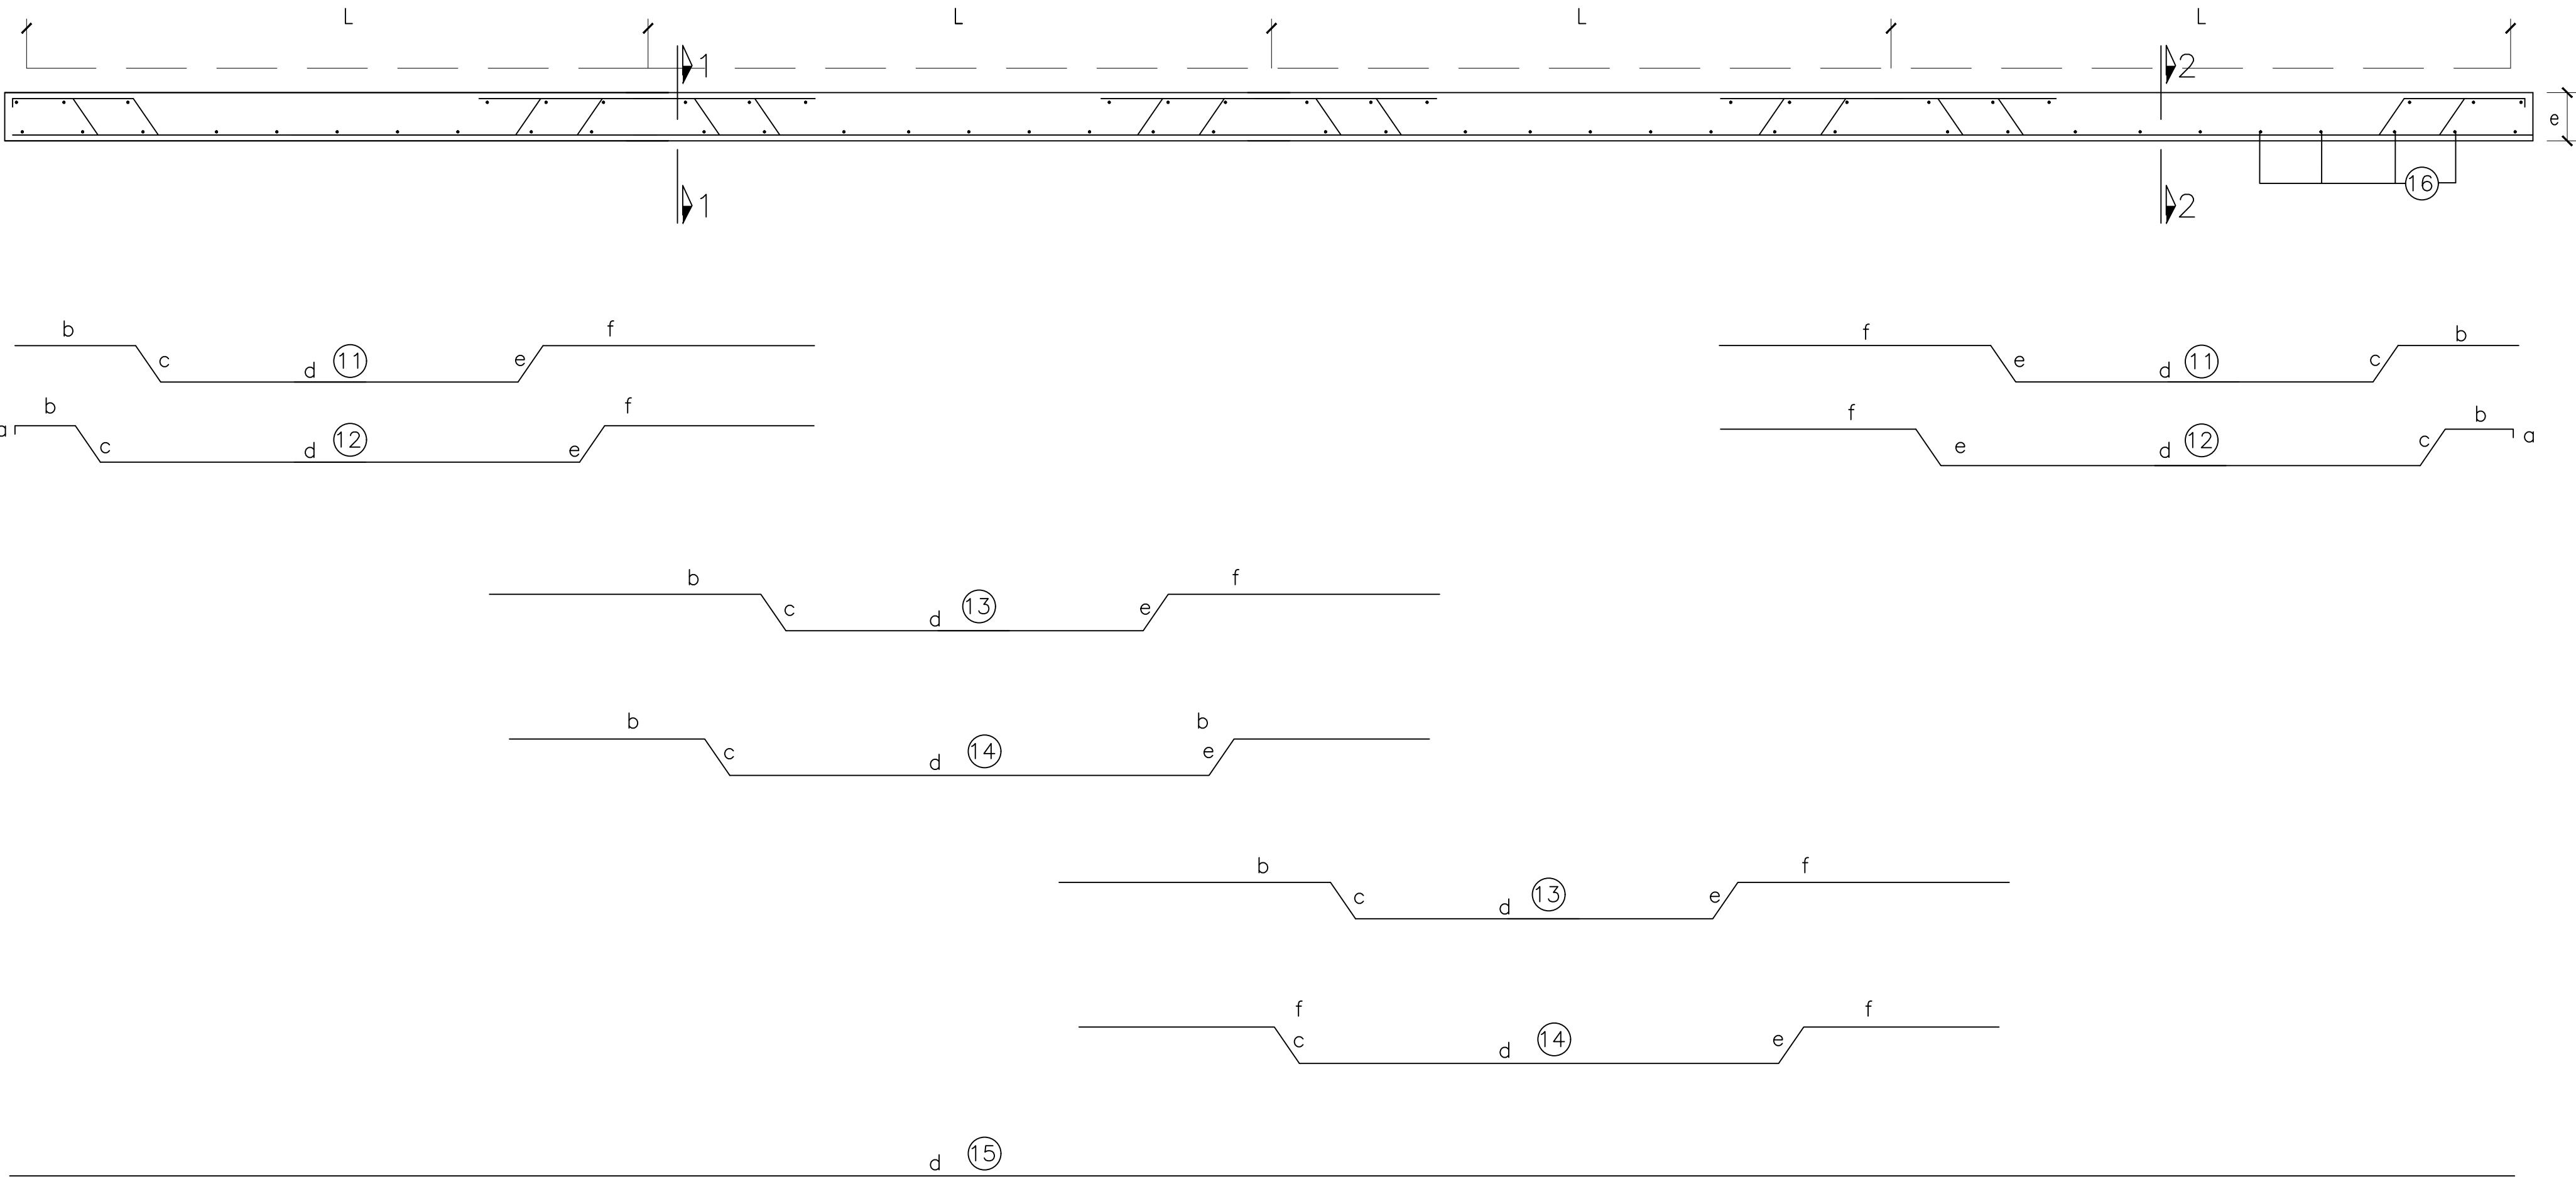 L L L L
1 2
e
16
1 2
b f f b
c d 11 e e d 11 c
b f f b
a c d 12 e e d 12 c a
b f
c d 13 e
b b
c d 14 e
b f
c d 13 e
f f
c d 14 e
d 15